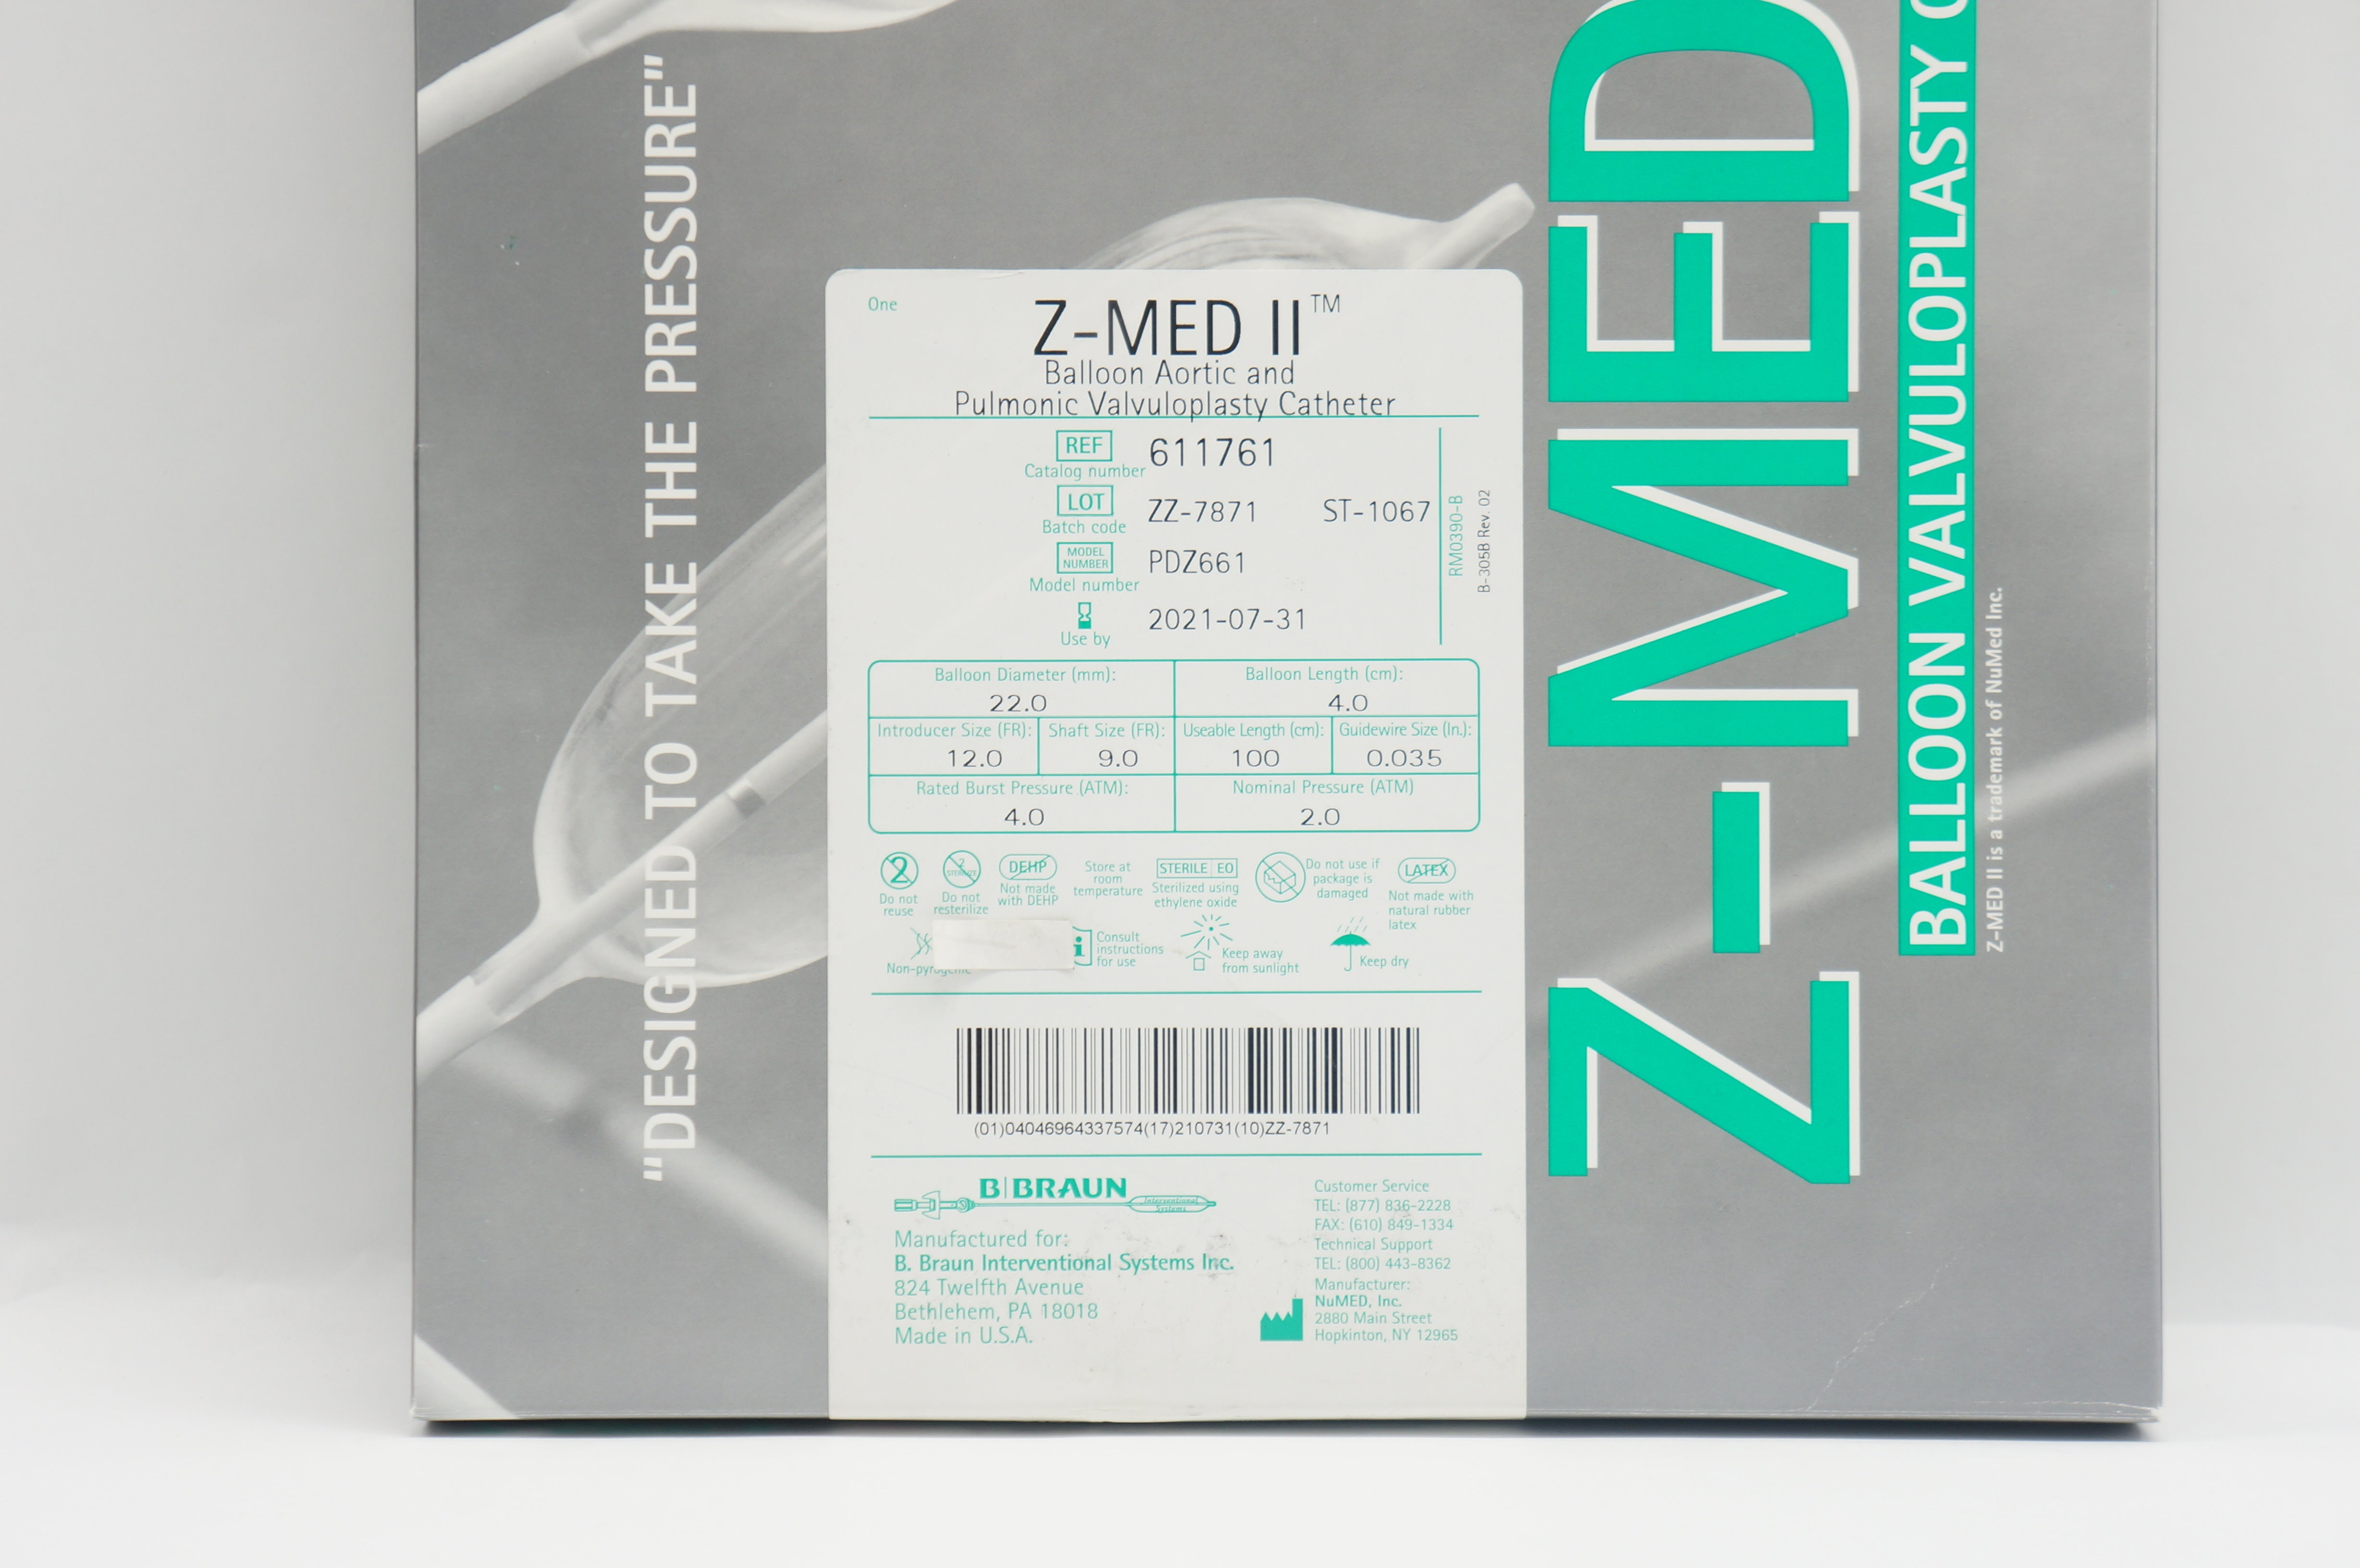 "DESIGNED TO TAKE THE PRESSURE"
One
Z-MED II™
Balloon Aortic and
Pulmonic Valvuloplasty Catheter
REF 611761
Catalog number
LOT ZZ-7871 ST-1067
Batch code
MODEL NUMBER PDZ661
Model number
2021-07-31
Use by
RM0390-B
B-305B Rev. 02
Balloon Diameter (mm): Balloon Length (cm):
22.0 4.0
Introducer Size (FR): Shaft Size (FR): Useable Length (cm): Guidewire Size (In.):
12.0 9.0 100 0.035
Rated Burst Pressure (ATM): Nominal Pressure (ATM)
4.0 2.0
2
Do not
reuse
2
STERILIZE
Do not
resterilize
DEHP
Not made
with DEHP
Store at
room
temperature
STERILE EO
Sterilized using
ethylene oxide
Do not use if
package is
damaged
LATEX
Not made with
natural rubber
latex
Non-pyrogenic
i
Consult
instructions
for use
Keep away
from sunlight
Keep dry
(01)04046964337574(17)210731(10)ZZ-7871
B|BRAUN
Interventional
Systems
Manufactured for:
B. Braun Interventional Systems Inc.
824 Twelfth Avenue
Bethlehem, PA 18018
Made in U.S.A.
Customer Service
TEL: (877) 836-2228
FAX: (610) 849-1334
Technical Support
TEL: (800) 443-8362
Manufacturer:
NuMED, Inc.
2880 Main Street
Hopkinton, NY 12965
Z-MED
BALLOON VALVULOPLASTY
Z-MED II is a trademark of NuMed Inc.